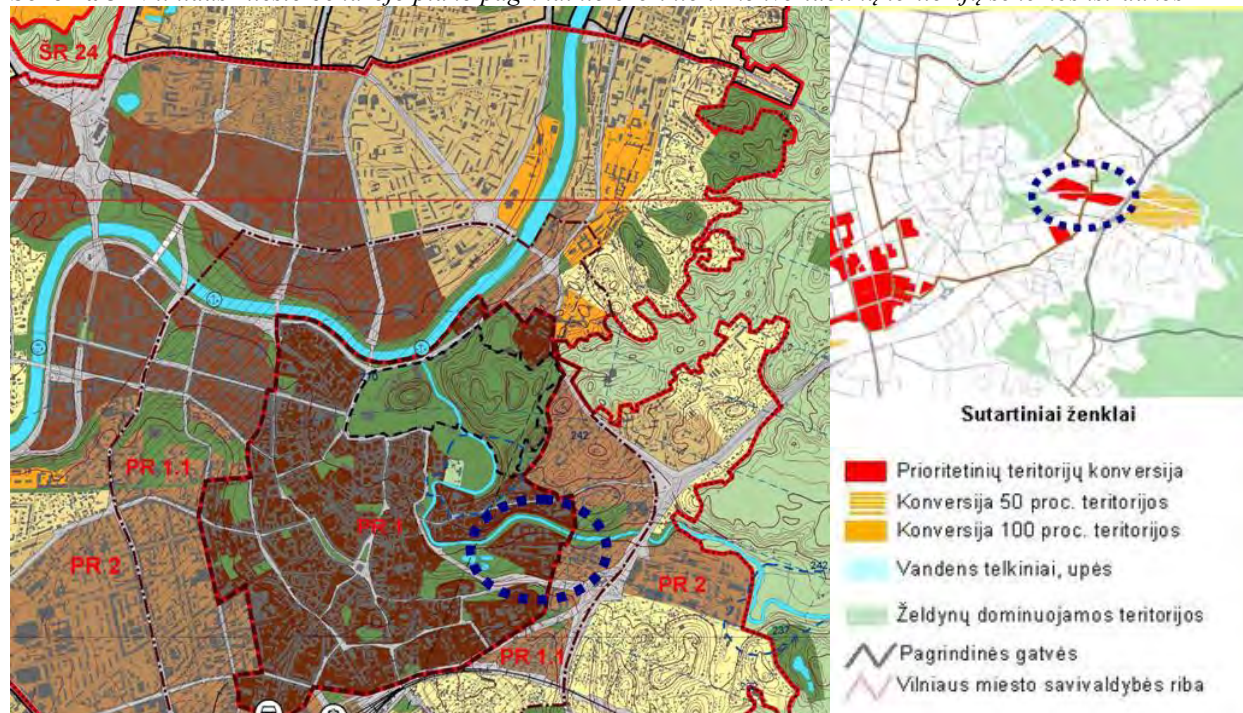 ŠR 24
PR 1.1
PR 1
PR 2
PR 2
PR 1.1
242
242
237
Sutartiniai ženklai
Prioritetinių teritorijų konversija
Konversija 50 proc. teritorijos
Konversija 100 proc. teritorijos
Vandens telkiniai, upės
Želdynų dominuojamos teritorijos
Pagrindinės gatvės
Vilniaus miesto savivaldybės riba